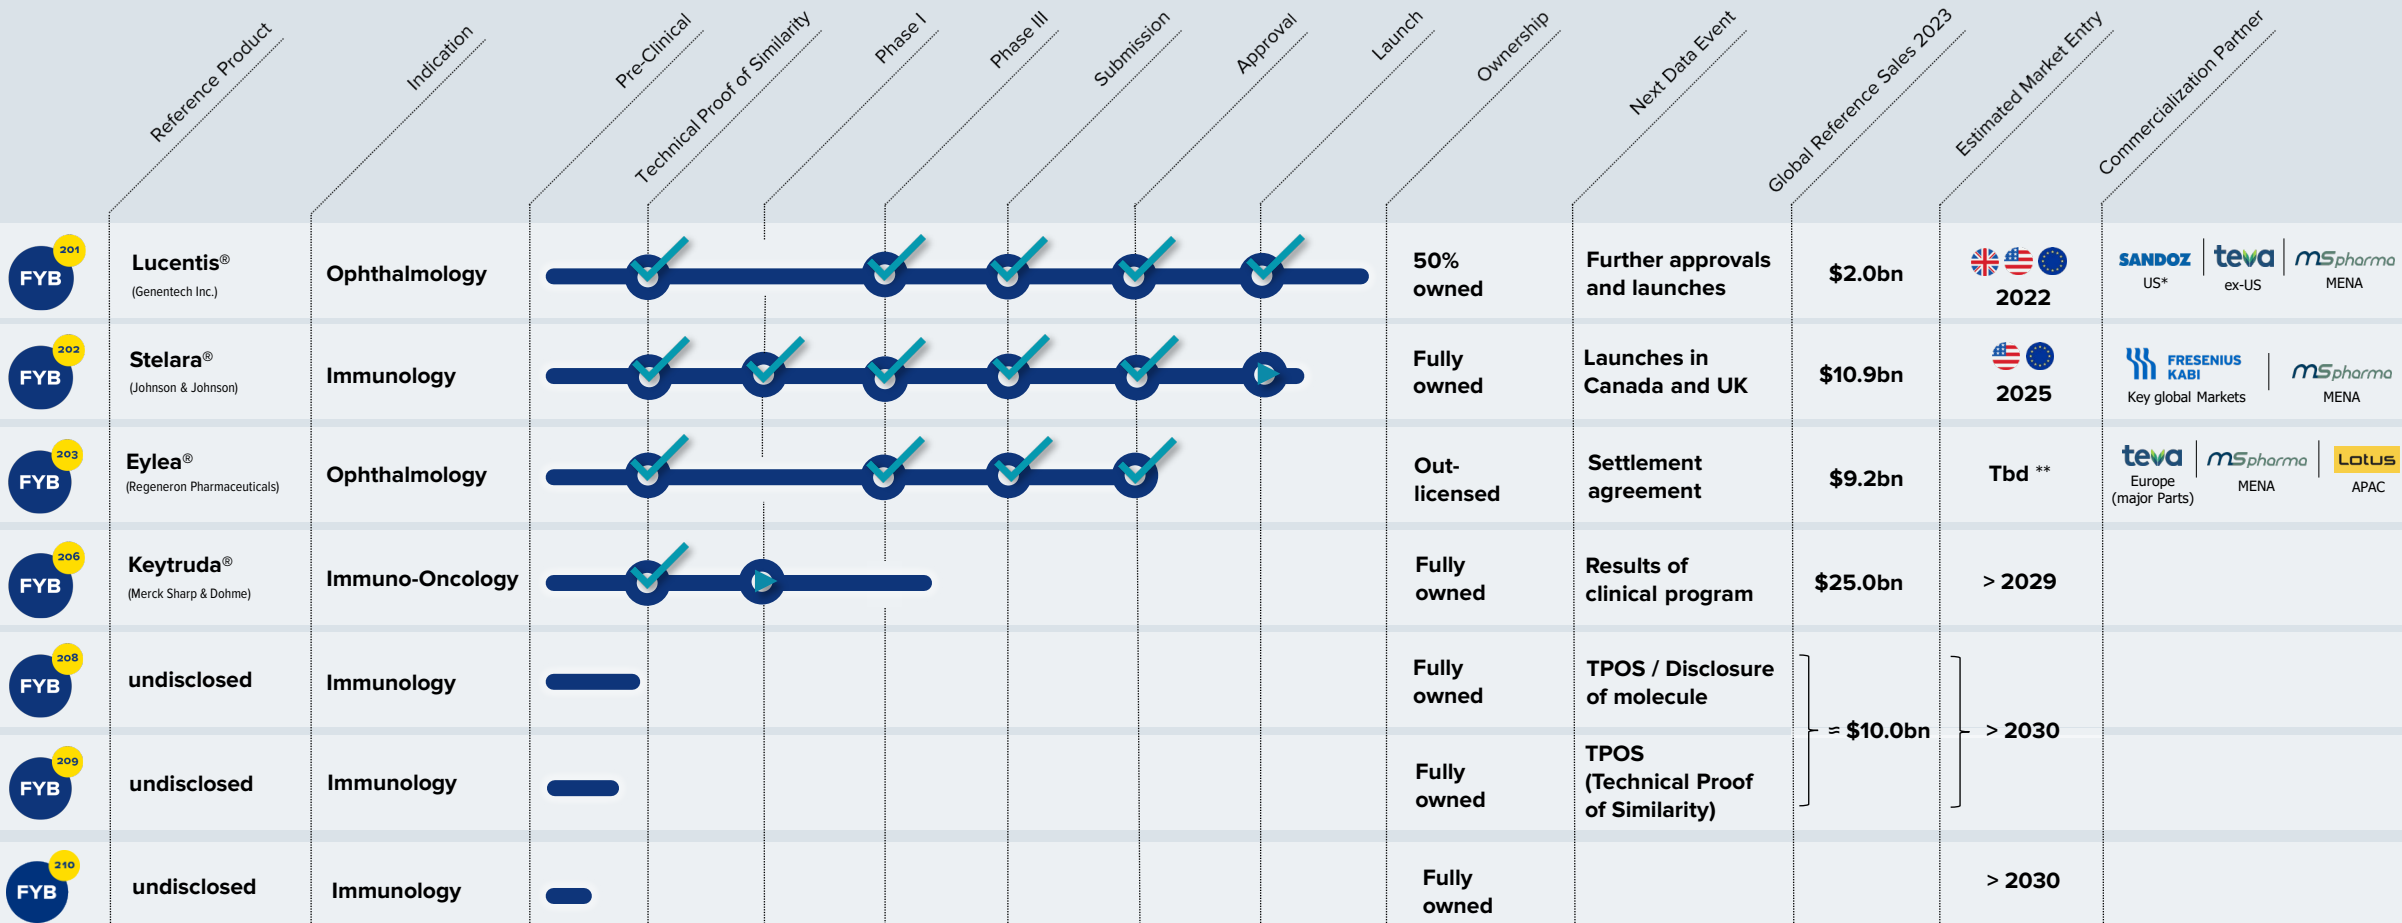 Reference Product
Indication
Pre-Clinical
Technical Proof of Similarity
Phase I
Phase III
Submission
Approval
Launch
Ownership
Next Data Event
Global Reference Sales 2023
Estimated Market Entry
Commercialization Partner
FYB 201
Lucentis®
(Genentech Inc.)
Ophthalmology
50%
owned
Further approvals
and launches
$2.0bn
2022
SANDOZ
US*
teva
ex-US
mspharma
MENA
FYB 202
Stelara®
(Johnson & Johnson)
Immunology
Fully
owned
Launches in
Canada and UK
$10.9bn
2025
FRESENIUS
KABI
Key global Markets
mspharma
MENA
FYB 203
Eylea®
(Regeneron Pharmaceuticals)
Ophthalmology
Out-
licensed
Settlement
agreement
$9.2bn
Tbd **
teva
Europe
(major Parts)
mspharma
MENA
Lotus
APAC
FYB 206
Keytruda®
(Merck Sharp & Dohme)
Immuno-Oncology
Fully
owned
Results of
clinical program
$25.0bn
> 2029
FYB 208
undisclosed
Immunology
Fully
owned
TPOS / Disclosure
of molecule
≈ $10.0bn
> 2030
FYB 209
undisclosed
Immunology
Fully
owned
TPOS
(Technical Proof
of Similarity)
FYB 210
undisclosed
Immunology
Fully
owned
> 2030